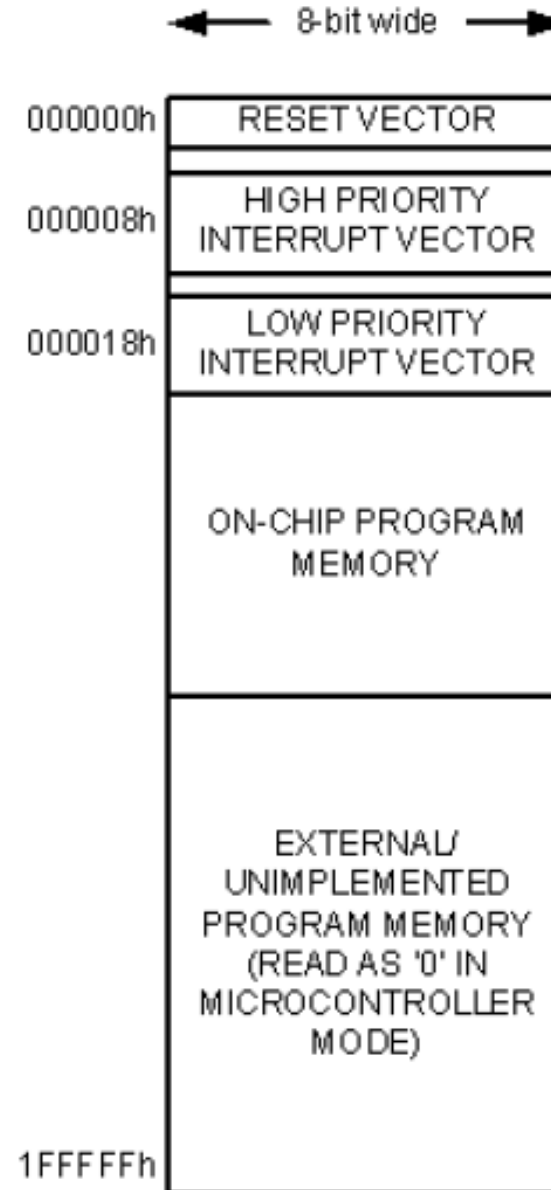 8-bit wide
000000h
RESET VECTOR
000008h
HIGH PRIORITY
INTERRUPT VECTOR
000018h
LOW PRIORITY
INTERRUPT VECTOR
ON-CHIP PROGRAM
MEMORY
EXTERNAL/
UNIMPLEMENTED
PROGRAM MEMORY
(READ AS '0' IN
MICROCONTROLLER
MODE)
1FFFFFh